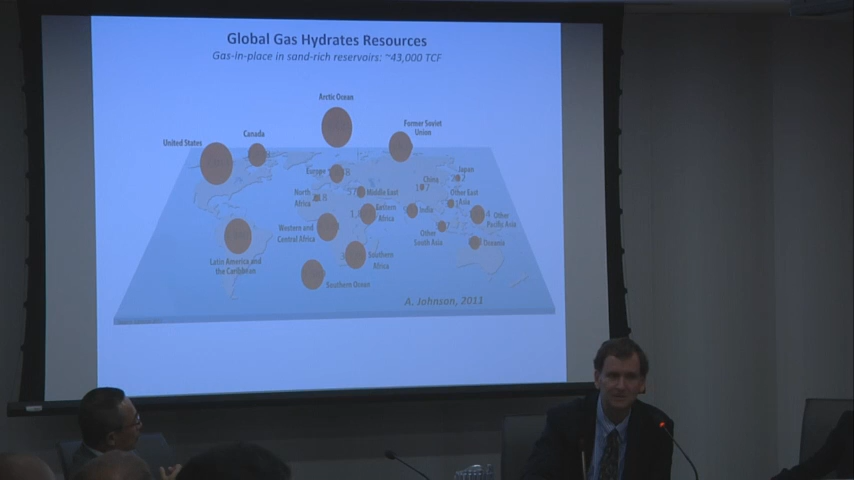 Global Gas Hydrates Resources
Gas-in-place in sand-rich reservoirs: ~43,000 TCF
Arctic Ocean
Former Soviet
Union
Canada
United States
Europe
Japan
China
North
Africa
Middle East
Other East
Asia
India
Africa
Other
Pacific Asia
Western and
Central Africa
Other
South Asia
Oceania
Latin America and
the Caribbean
Southern
Africa
Southern Ocean
A. Johnson, 2011